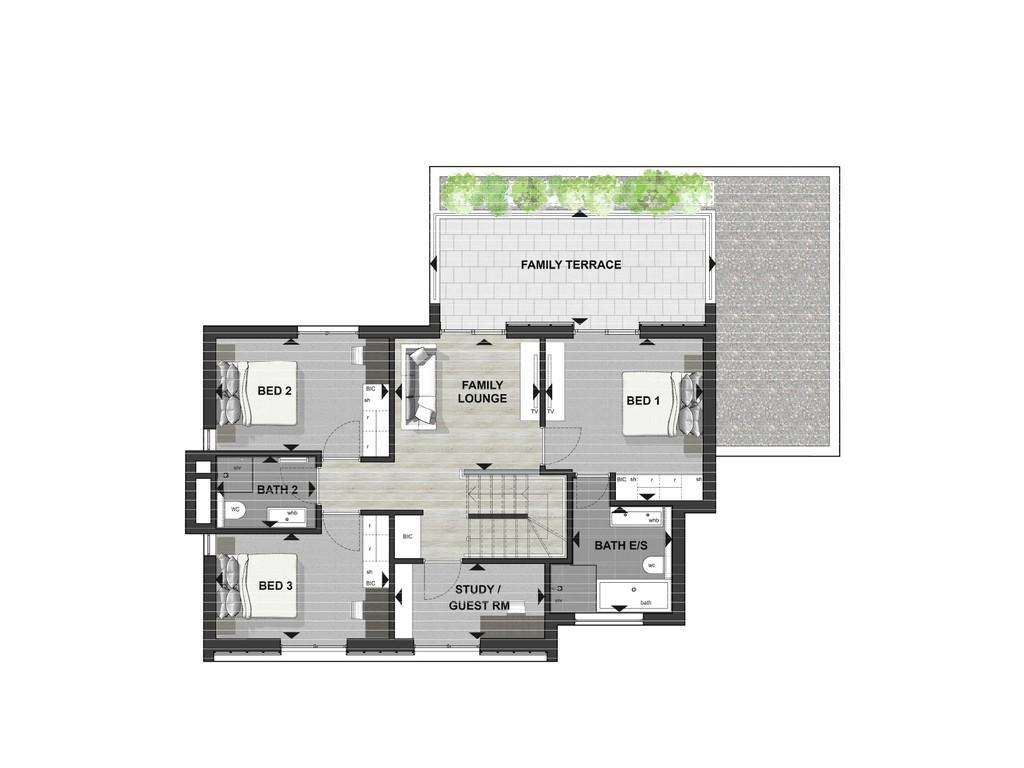 FAMILY TERRACE
BED 2
BIC
sh
r
r
FAMILY
LOUNGE
TV
TV
BED 1
BIC
sh
r
r
shr
BATH 2
WC
whb
whb
BATH E/S
wc
bath
shr
BIC
r
r
sh
BIC
BED 3
STUDY /
GUEST RM